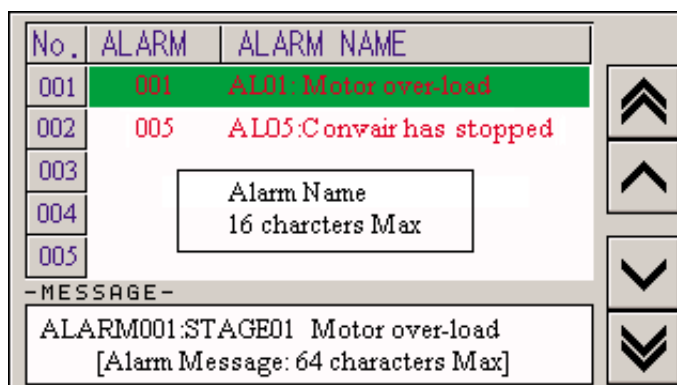 No. ALARM ALARM NAME
001 001 AL01: Motor over-load
002 005 AL05:Convair has stopped
003
Alarm Name
004
16 charcters Max
005
-MESSAGE-
ALARM001:STAGE01 Motor over-load
[Alarm Message: 64 characters Max]